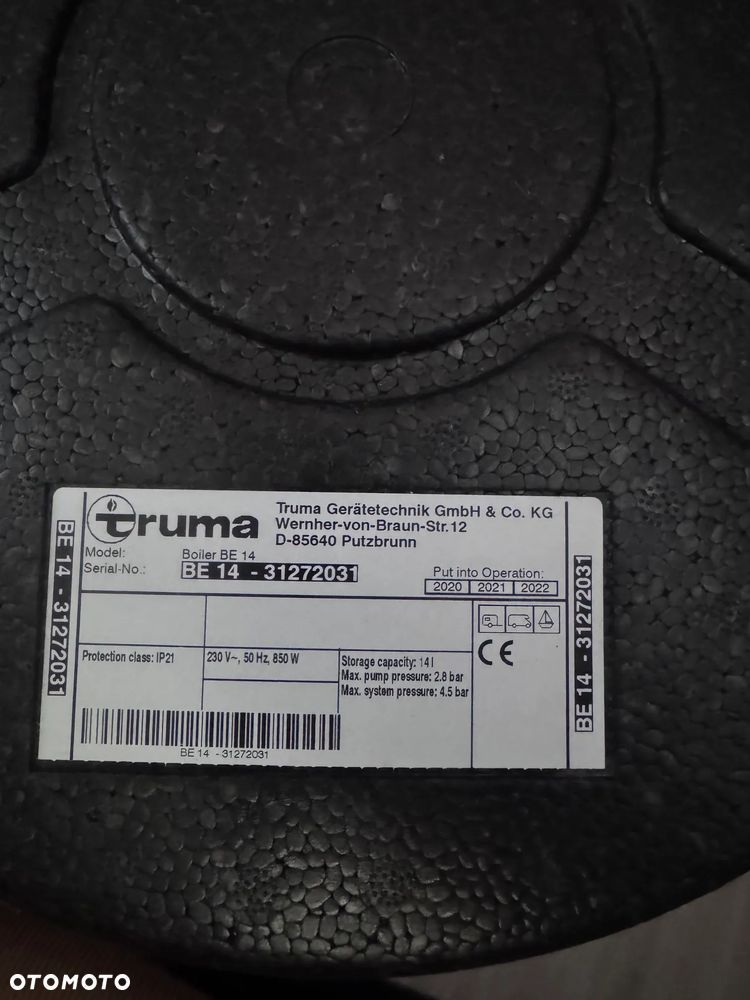 truma
Truma Gerätetechnik GmbH & Co. KG
Wernher-von-Braun-Str.12
D-85640 Putzbrunn
Model: Boiler BE 14
Serial-No.: BE 14 - 31272031
Put into Operation:
2020 2021 2022
BE 14 - 31272031
BE 14 - 31272031
CE
Protection class: IP21
230 V~, 50 Hz, 850 W
Storage capacity: 14 l
Max. pump pressure: 2.8 bar
Max. system pressure: 4.5 bar
BE 14 - 31272031
OTOMOTO